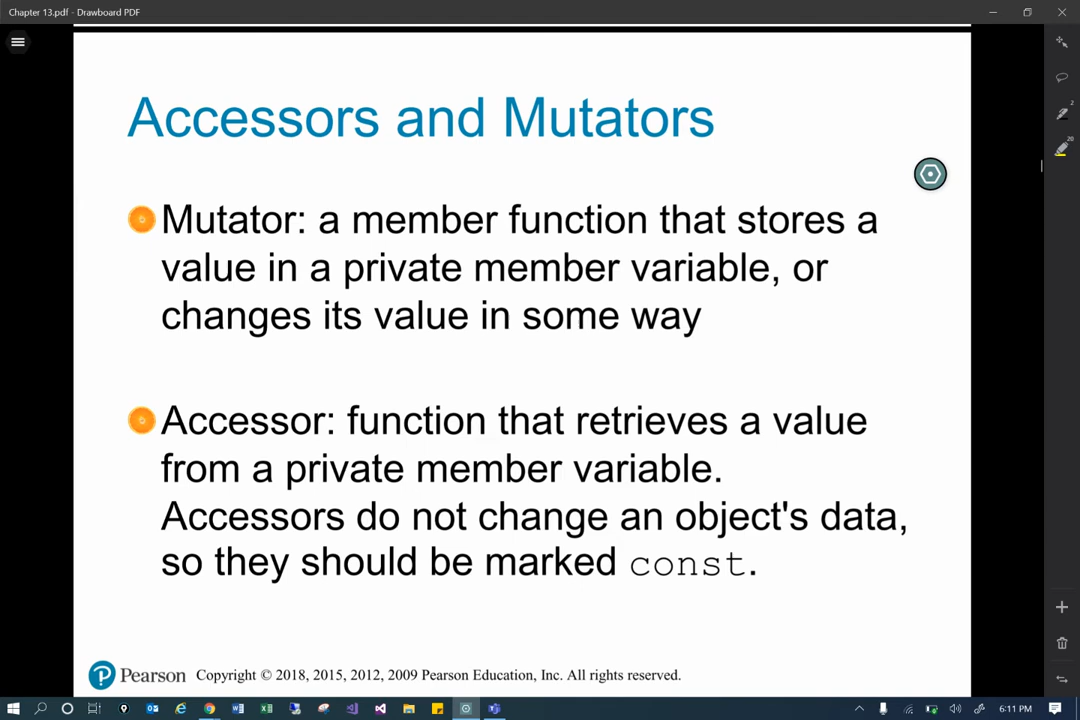 Chapter 13.pdf - Drawboard PDF
Accessors and Mutators
Mutator: a member function that stores a
value in a private member variable, or
changes its value in some way
Accessor: function that retrieves a value
from a private member variable.
Accessors do not change an object's data,
so they should be marked const.
Pearson Copyright © 2018, 2015, 2012, 2009 Pearson Education, Inc. All rights reserved.
2
20
6:11 PM